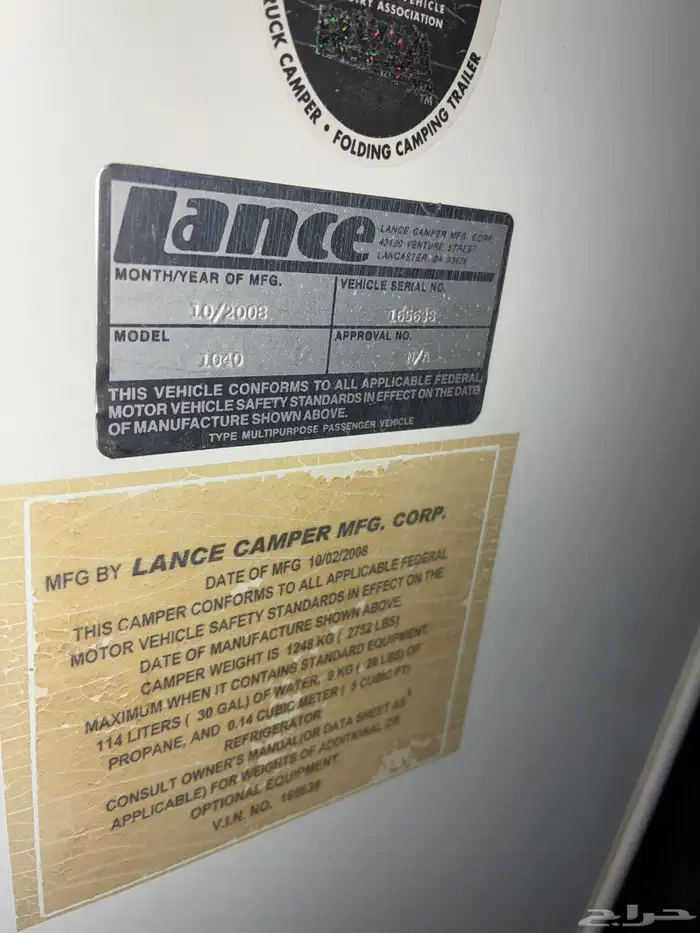 VEHICLE
TRY ASSOCIATION
TM
TRUCK CAMPER • FOLDING CAMPING TRAILER
Lance
LANCE CAMPER MFG. CORP.
43120 VENTURE STREET
LANCASTER CA 93535
MONTH/YEAR OF MFG.
VEHICLE SERIAL NO.
10/2008
165638
MODEL
APPROVAL NO.
1040
N/A
THIS VEHICLE CONFORMS TO ALL APPLICABLE FEDERAL
MOTOR VEHICLE SAFETY STANDARDS IN EFFECT ON THE DATE
OF MANUFACTURE SHOWN ABOVE.
TYPE MULTIPURPOSE PASSENGER VEHICLE
MFG BY LANCE CAMPER MFG. CORP.
DATE OF MFG 10/02/2008
THIS CAMPER CONFORMS TO ALL APPLICABLE FEDERAL
MOTOR VEHICLE SAFETY STANDARDS IN EFFECT ON THE
DATE OF MANUFACTURE SHOWN ABOVE.
CAMPER WEIGHT IS 1248 KG ( 2752 LBS)
MAXIMUM WHEN IT CONTAINS STANDARD EQUIPMENT,
114 LITERS ( 30 GAL) OF WATER, 9 KG ( 20 LBS) OF
PROPANE, AND 0.14 CUBIC METER ( 5 CUBIC FT)
REFRIGERATOR.
CONSULT OWNER'S MANUAL(OR DATA SHEET AS
APPLICABLE) FOR WEIGHTS OF ADDITIONAL OR
OPTIONAL EQUIPMENT.
V.I.N. NO. 165638
حراج